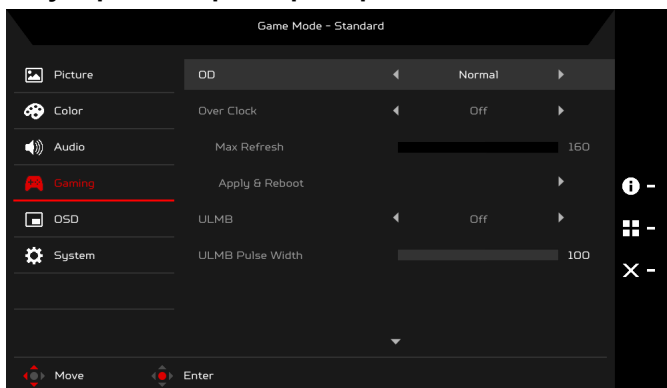 Game Mode - Standard
Picture
Color
Audio
Gaming
OSD
System
OD Normal
Over Clock Off
Max Refresh 160
Apply & Reboot
ULMB Off
ULMB Pulse Width 100
Move Enter